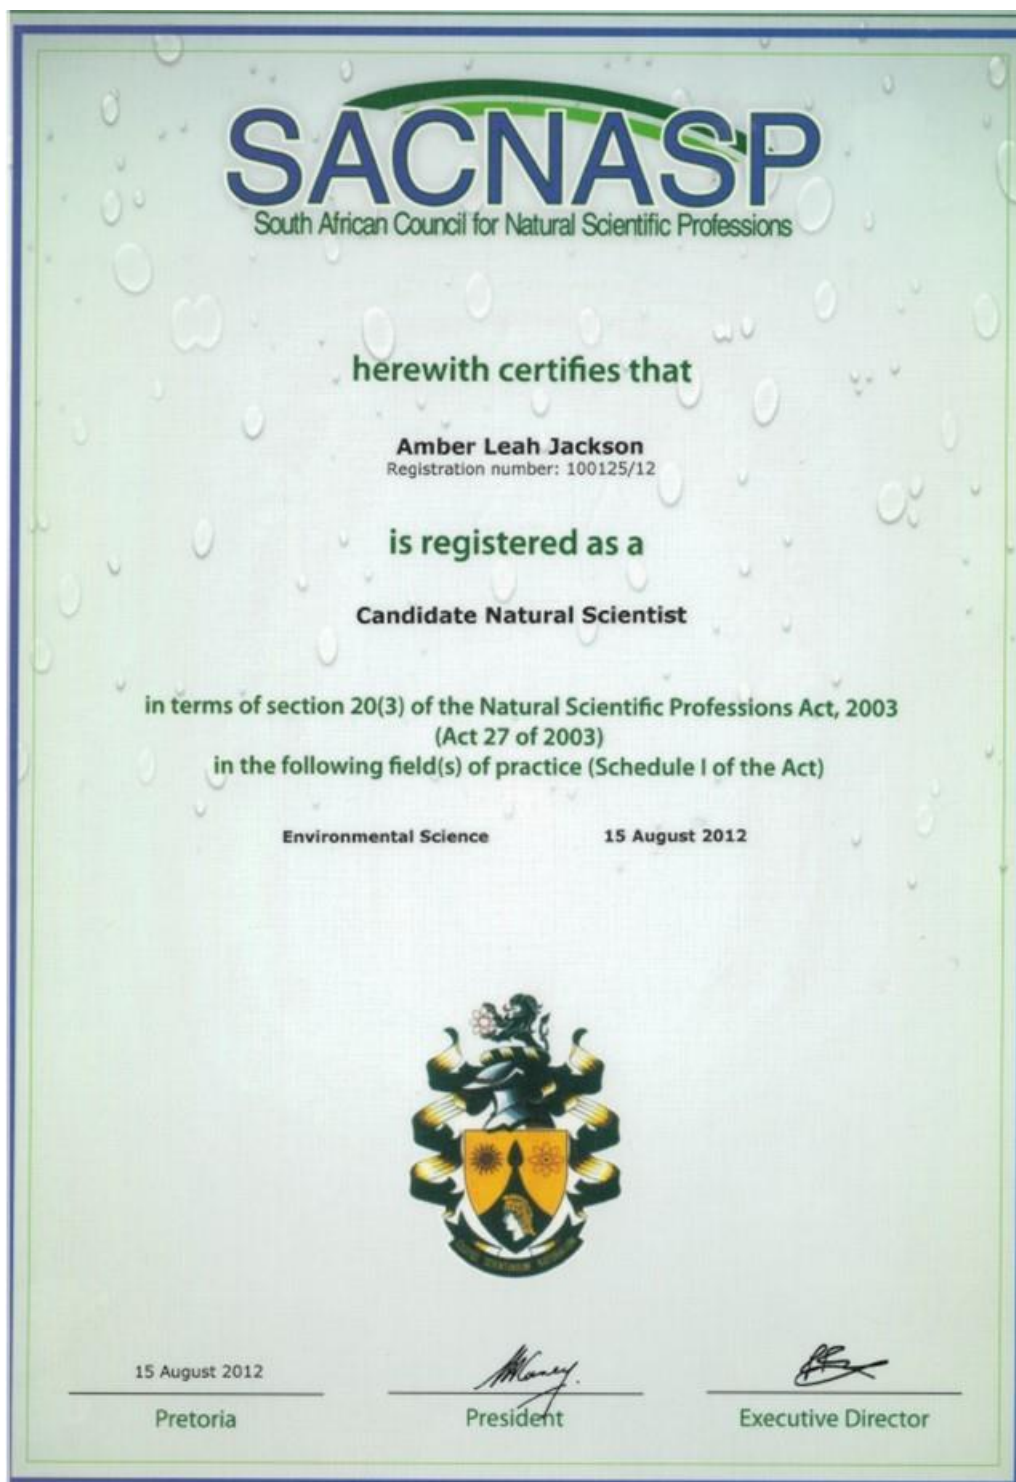 SACNASP
South African Council for Natural Scientific Professions
herewith certifies that
Amber Leah Jackson
Registration number: 100125/12
is registered as a
Candidate Natural Scientist
in terms of section 20(3) of the Natural Scientific Professions Act, 2003
(Act 27 of 2003)
in the following field(s) of practice (Schedule I of the Act)
Environmental Science 15 August 2012
15 August 2012
Pretoria President Executive Director